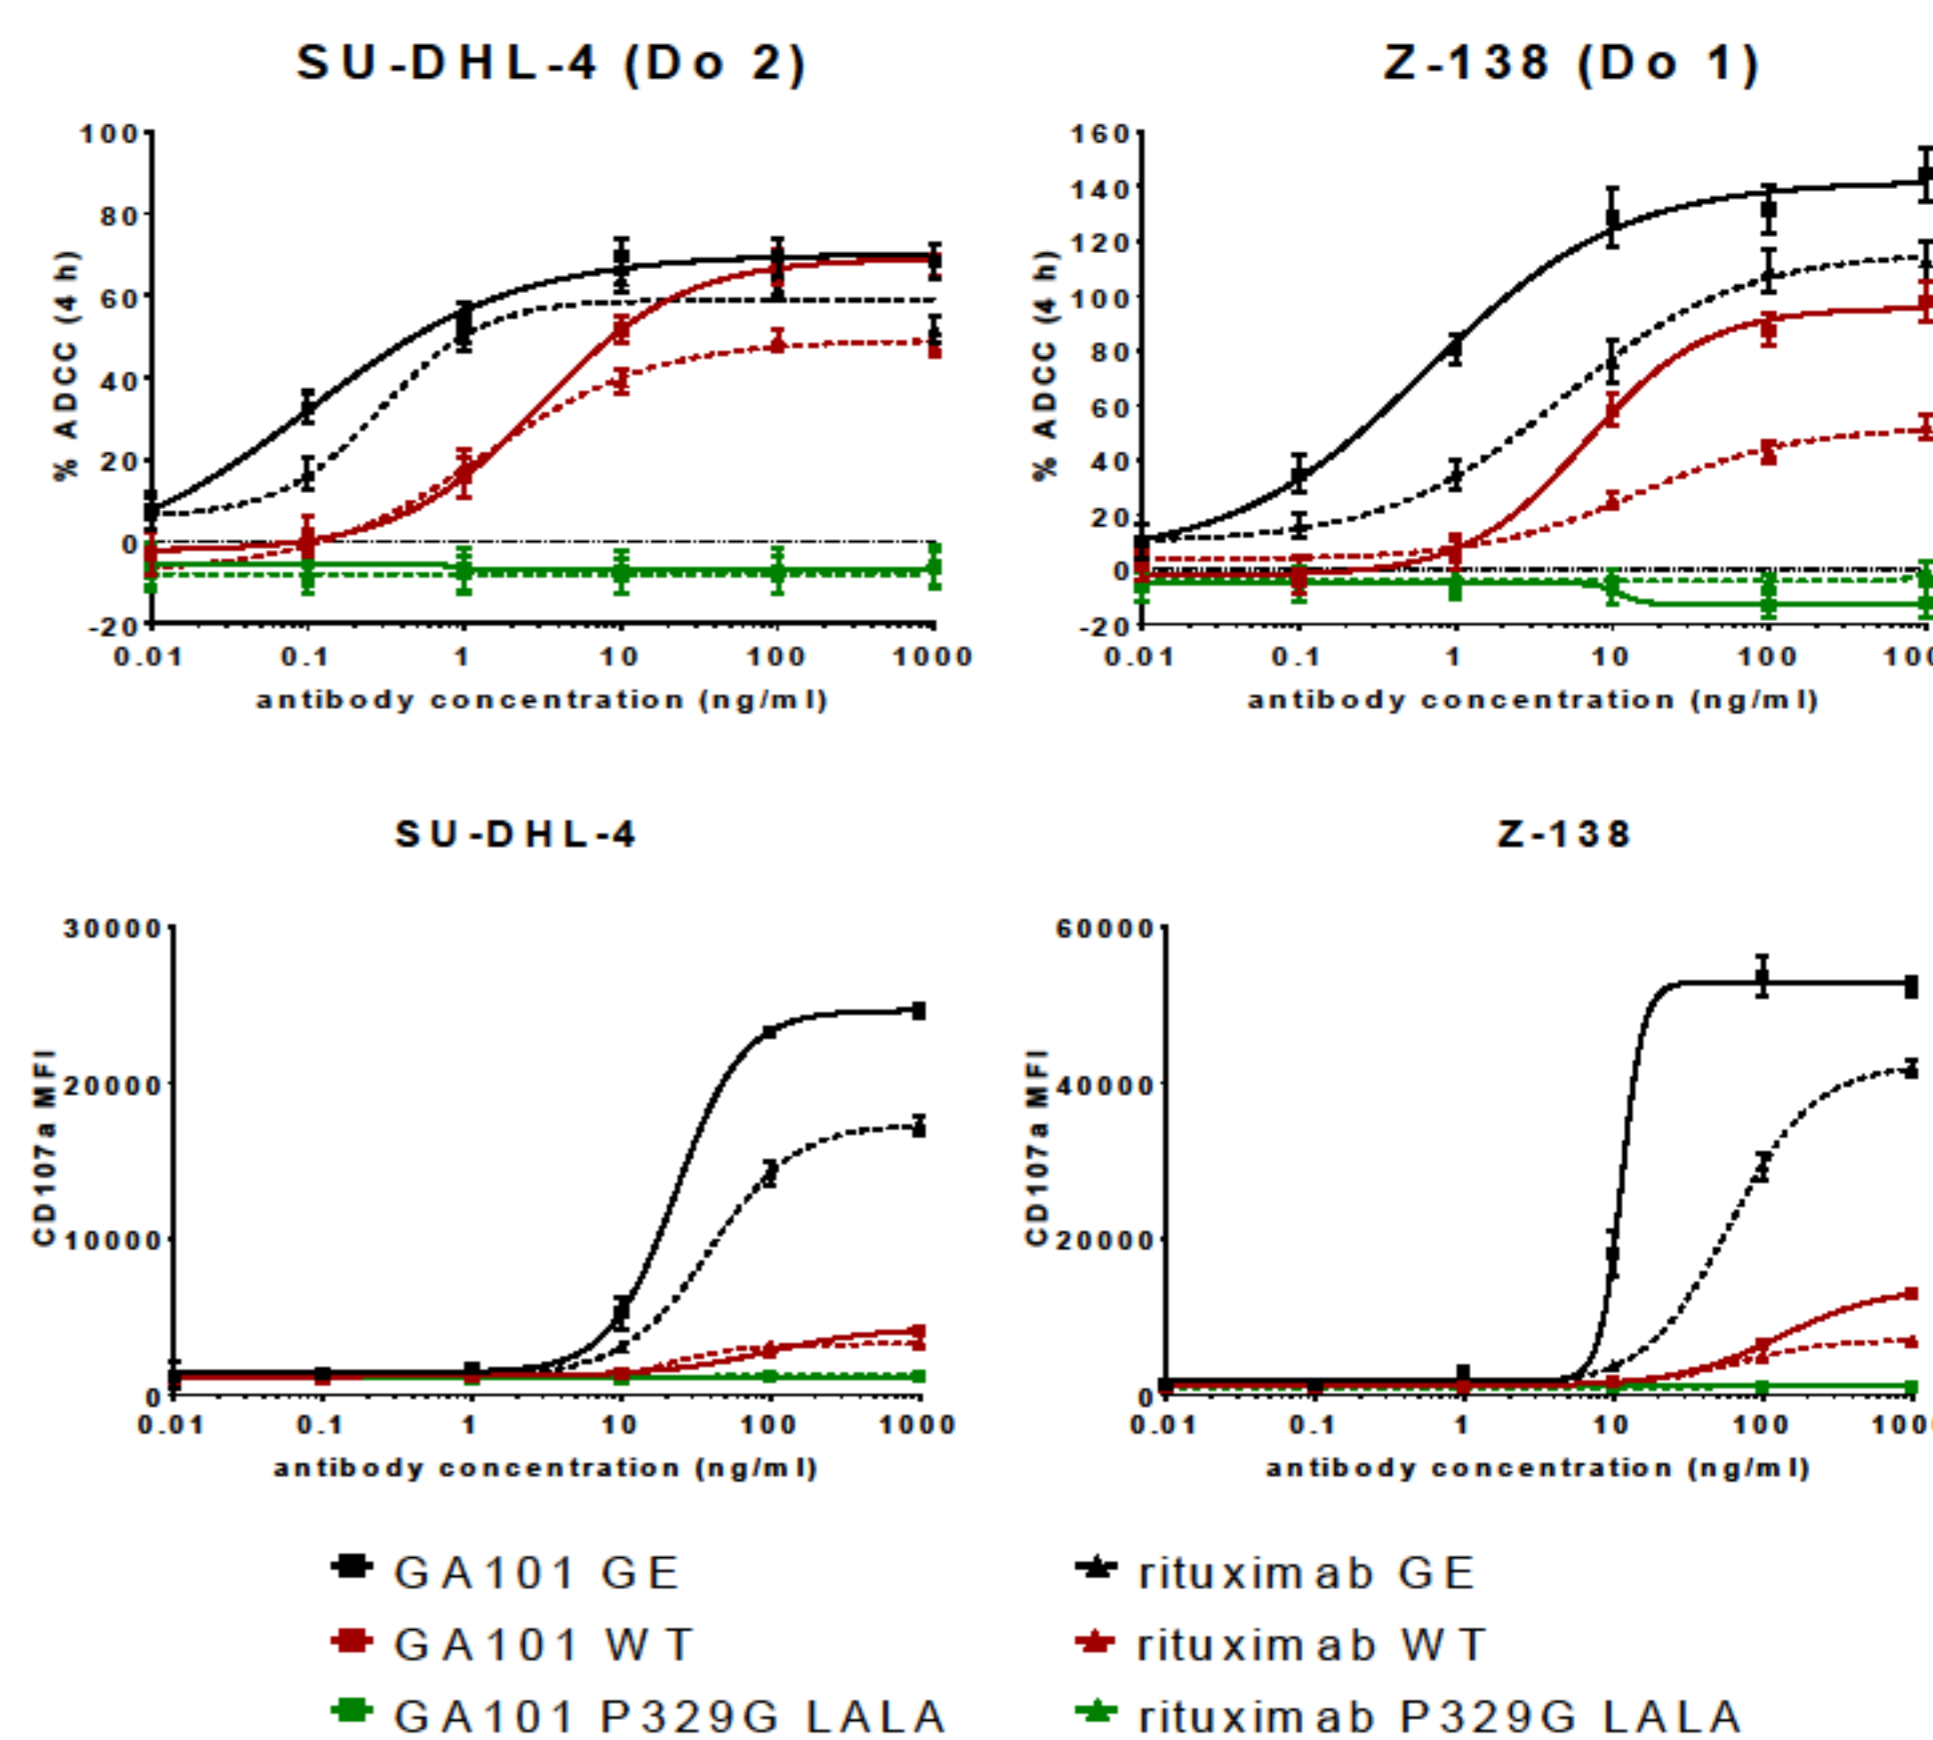 SU-DHL-4 (Do 2)
Z-138 (Do 1)
100
80
60
40
20
0
-20
% ADCC (4 h)
0.01 0.1 1 10 100 1000
antibody concentration (ng/ml)
160
140
120
100
80
60
40
20
0
-20
% ADCC (4 h)
0.01 0.1 1 10 100 100
antibody concentration (ng/ml)
SU-DHL-4
Z-138
30000
20000
10000
0
CD107a MFI
0.01 0.1 1 10 100 1000
antibody concentration (ng/ml)
60000
40000
20000
0
CD107a MFI
0.01 0.1 1 10 100 100
antibody concentration (ng/ml)
GA101 GE
rituximab GE
GA101 WT
rituximab WT
GA101 P329G LALA
rituximab P329G LALA